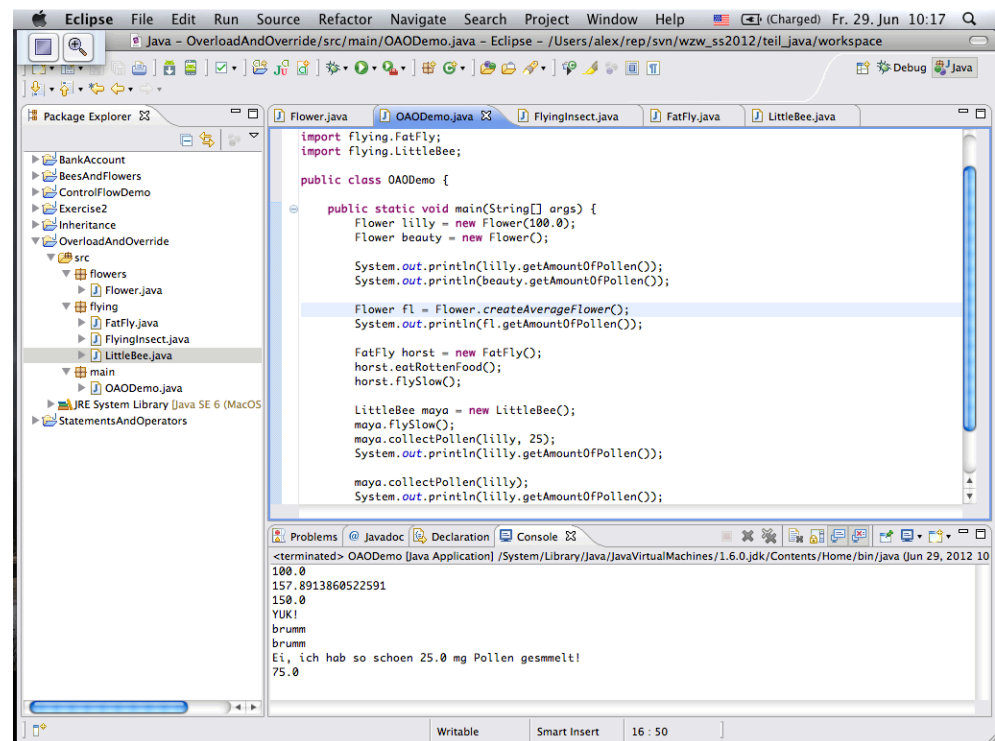 Eclipse File Edit Run Source Refactor Navigate Search Project Window Help (Charged) Fr. 29. Jun 10:17
Java – OverloadAndOverride/src/main/OAODemo.java – Eclipse – /Users/alex/rep/svn/wzw_ss2012/teil_java/workspace
Debug Java
Package Explorer
BankAccount
BeesAndFlowers
ControlFlowDemo
Exercise2
Inheritance
OverloadAndOverride
src
flowers
Flower.java
flying
FatFly.java
FlyingInsect.java
LittleBee.java
main
OAODemo.java
JRE System Library [Java SE 6 (MacOS
StatementsAndOperators
Flower.java OAODemo.java FlyingInsect.java FatFly.java LittleBee.java
import flying.FatFly;
import flying.LittleBee;
public class OAODemo {
public static void main(String[] args) {
Flower lilly = new Flower(100.0);
Flower beauty = new Flower();
System.out.println(lilly.getAmountOfPollen());
System.out.println(beauty.getAmountOfPollen());
Flower fl = Flower.createAverageFlower();
System.out.println(fl.getAmountOfPollen());
FatFly horst = new FatFly();
horst.eatRottenFood();
horst.flySlow();
LittleBee maya = new LittleBee();
maya.flySlow();
maya.collectPollen(lilly, 25);
System.out.println(lilly.getAmountOfPollen());
maya.collectPollen(lilly);
System.out.println(lilly.getAmountOfPollen());
Problems @ Javadoc Declaration Console
<terminated> OAODemo [Java Application] /System/Library/Java/JavaVirtualMachines/1.6.0.jdk/Contents/Home/bin/java (Jun 29, 2012 10
100.0
157.8913860522591
150.0
YUK!
brumm
brumm
Ei, ich hab so schoen 25.0 mg Pollen gesmmelt!
75.0
Writable Smart Insert 16 : 50